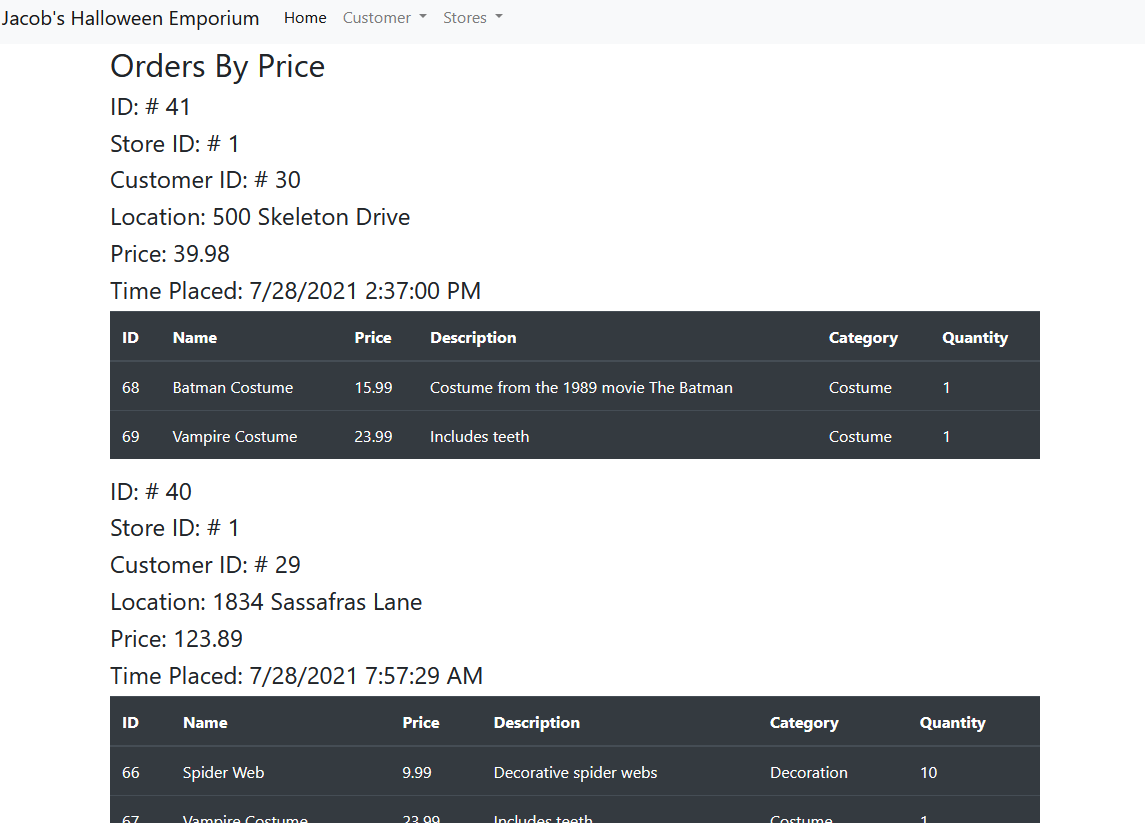 Jacob's Halloween Emporium Home Customer Stores
Orders By Price
ID: # 41
Store ID: # 1
Customer ID: # 30
Location: 500 Skeleton Drive
Price: 39.98
Time Placed: 7/28/2021 2:37:00 PM
ID Name Price Description Category Quantity
68 Batman Costume 15.99 Costume from the 1989 movie The Batman Costume 1
69 Vampire Costume 23.99 Includes teeth Costume 1
ID: # 40
Store ID: # 1
Customer ID: # 29
Location: 1834 Sassafras Lane
Price: 123.89
Time Placed: 7/28/2021 7:57:29 AM
ID Name Price Description Category Quantity
66 Spider Web 9.99 Decorative spider webs Decoration 10
67 Vampire Costume 23.99 Includes teeth Costume 1